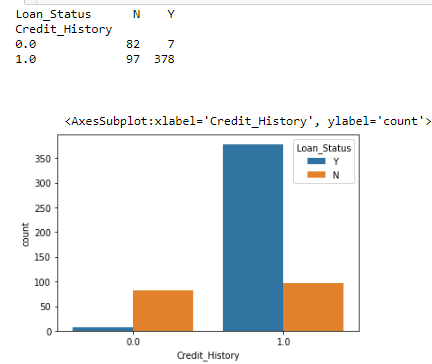 Loan_Status N Y
Credit_History
0.0 82 7
1.0 97 378
<AxesSubplot:xlabel='Credit_History', ylabel='count'>
Loan_Status
Y
N
350
300
250
200
150
100
50
0
count
0.0 1.0
Credit_History